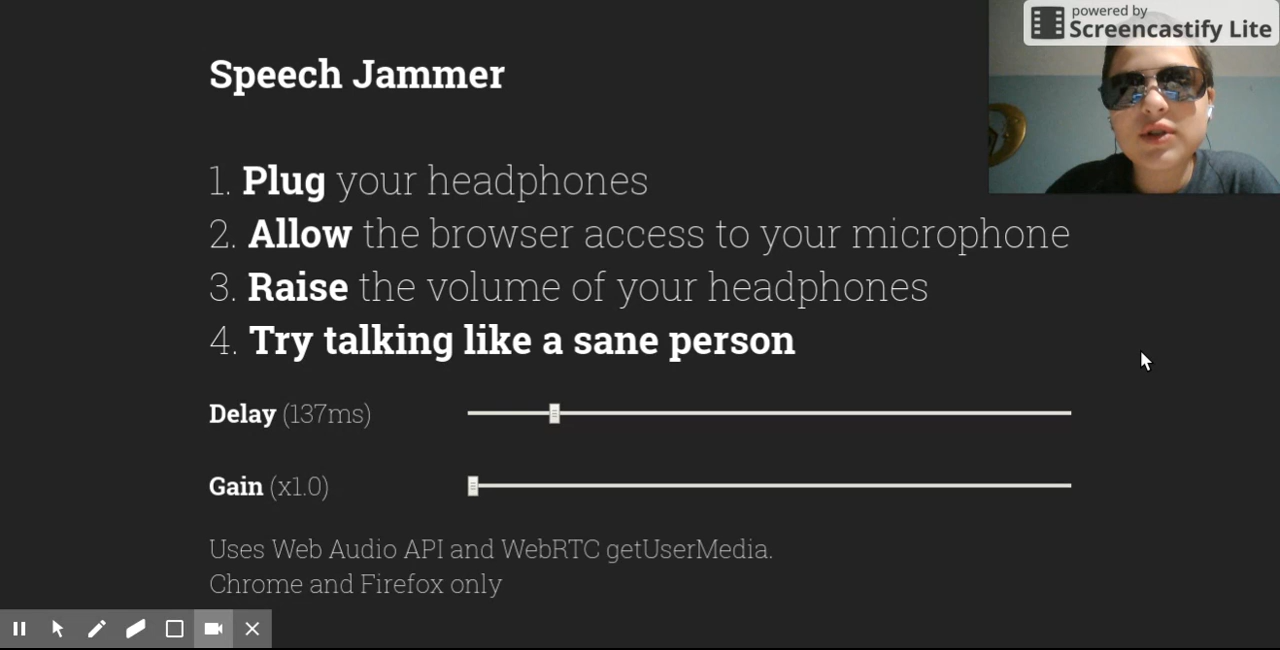 powered by
Screencastify Lite
Speech Jammer
1. Plug your headphones
2. Allow the browser access to your microphone
3. Raise the volume of your headphones
4. Try talking like a sane person
Delay (137ms)
Gain (x1.0)
Uses Web Audio API and WebRTC getUserMedia.
Chrome and Firefox only